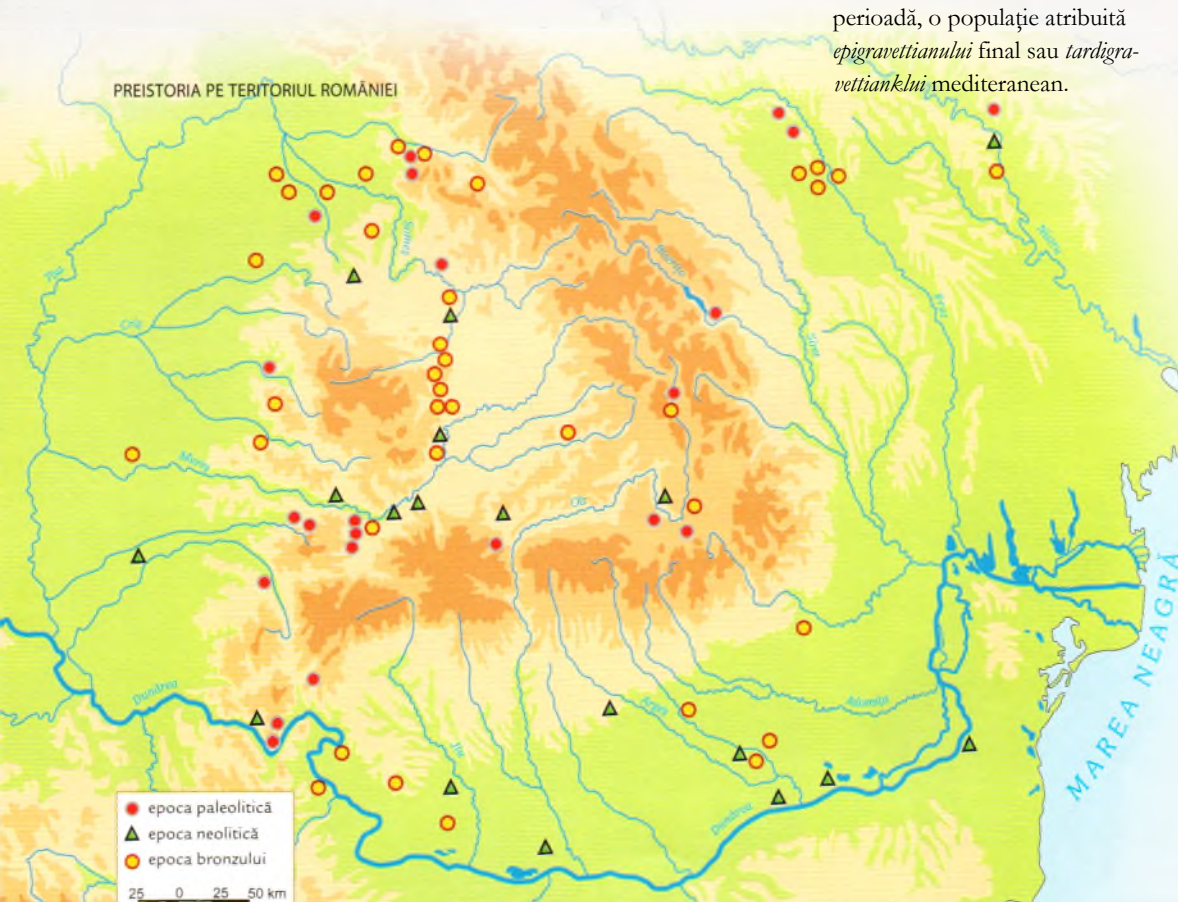 perioadă, o populație atribuită
epigravettianului final sau tardigra-
vettianklui mediteranean.
PREISTORIA PE TERITORIUL ROMÂNIEI
Tisa
Someș
Bistrița
Nistru
Prut
Siret
Criș
Mureș
Olt
Dunărea
Jiu
Argeș
Ialomița
Dunărea
MAREA NEAGRĂ
epoca paleolitică
epoca neolitică
epoca bronzului
25 0 25 50 km